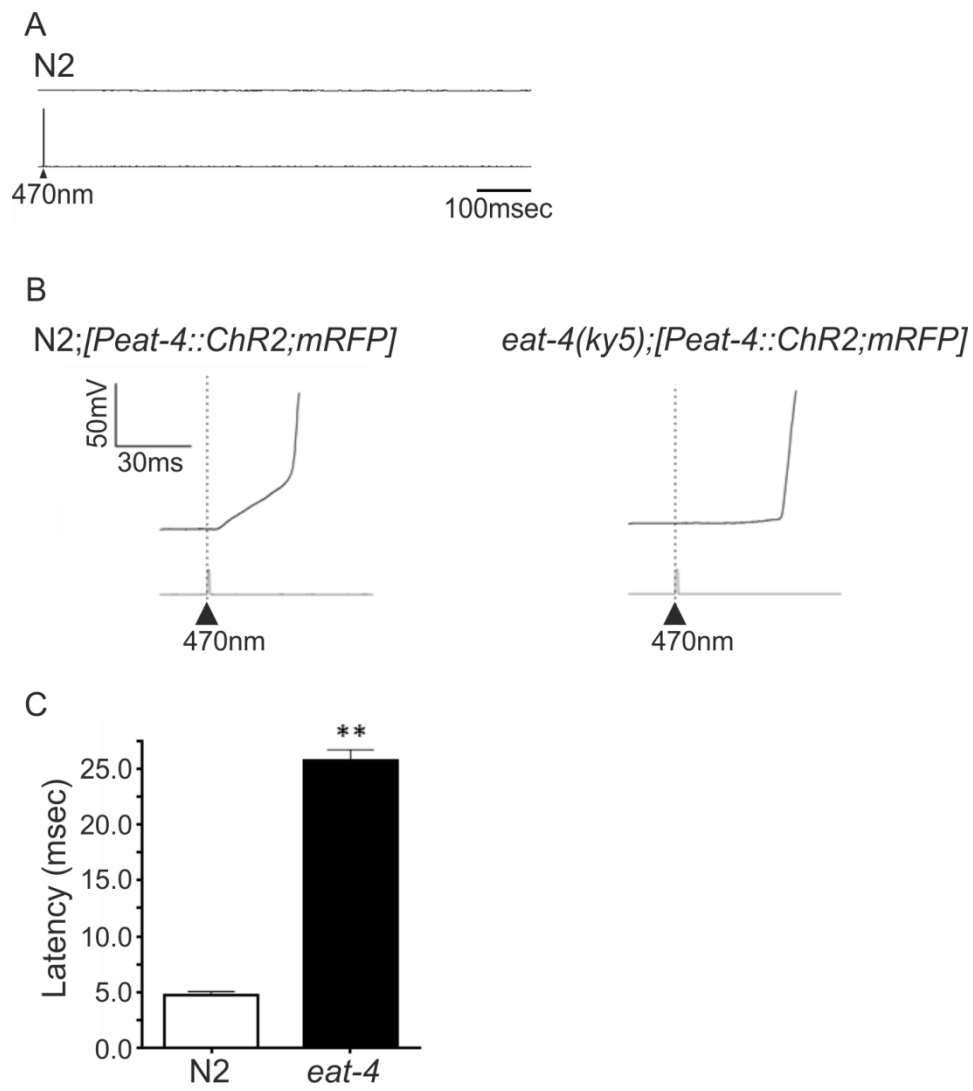 A
N2
470nm
100msec
B
N2;[Peat-4::ChR2;mRFP]
eat-4(ky5);[Peat-4::ChR2;mRFP]
50mV
30ms
470nm
470nm
C
**
Latency (msec)
25.0
20.0
15.0
10.0
5.0
0.0
N2
eat-4